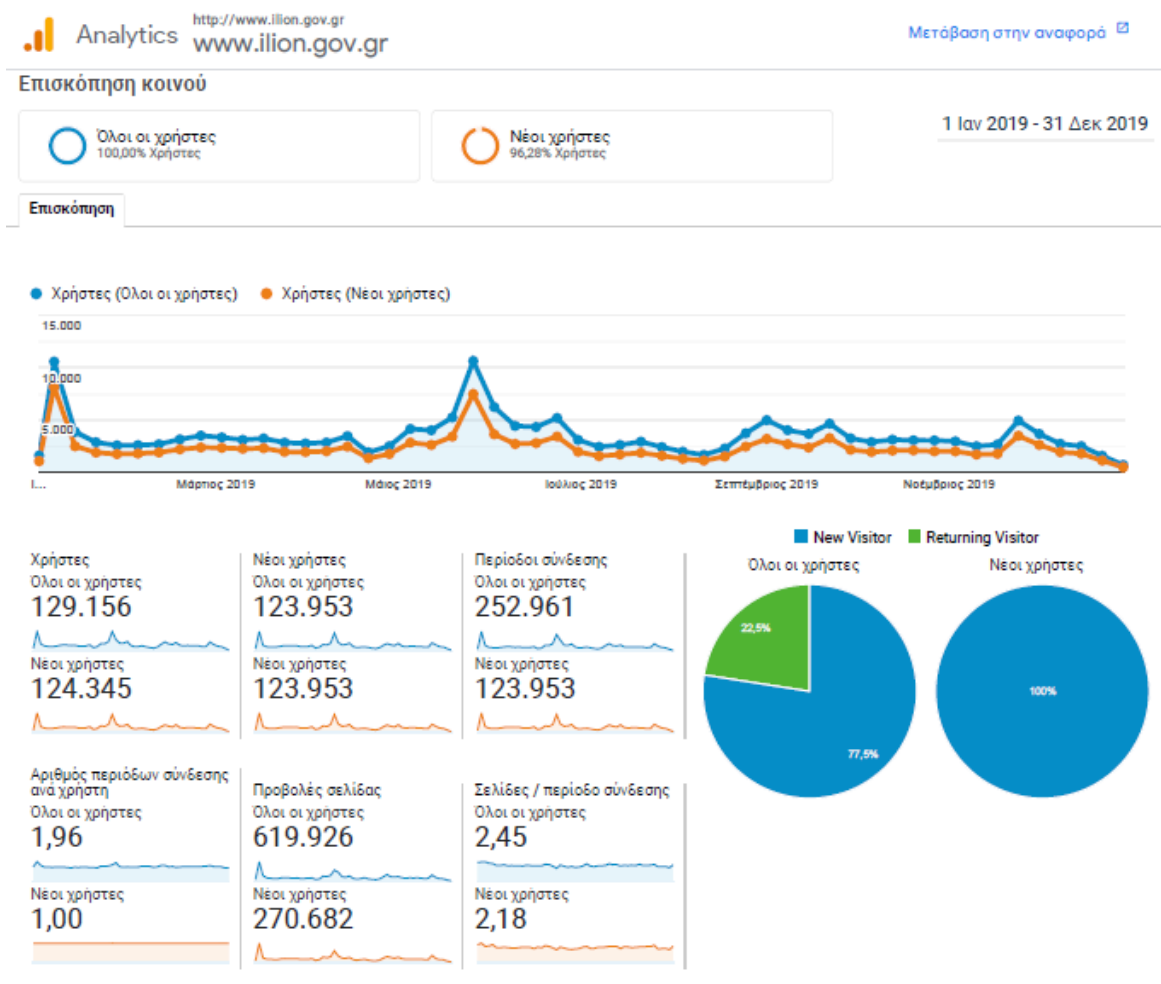 Analytics
http://www.ilion.gov.gr
www.ilion.gov.gr
Μετάβαση στην αναφορά
Επισκόπηση κοινού
Όλοι οι χρήστες
100,00% Χρήστες
Νέοι χρήστες
96,28% Χρήστες
1 Ιαν 2019 - 31 Δεκ 2019
Επισκόπηση
Χρήστες (Όλοι οι χρήστες)
Χρήστες (Νέοι χρήστες)
15.000
10.000
5.000
Ι...
Μάρτιος 2019
Μάιος 2019
Ιούλιος 2019
Σεπτέμβριος 2019
Νοέμβριος 2019
Χρήστες
Όλοι οι χρήστες
129.156
Νέοι χρήστες
124.345
Νέοι χρήστες
Όλοι οι χρήστες
123.953
Νέοι χρήστες
123.953
Περίοδοι σύνδεσης
Όλοι οι χρήστες
252.961
Νέοι χρήστες
123.953
Αριθμός περιόδων σύνδεσης
ανά χρήστη
Όλοι οι χρήστες
1,96
Νέοι χρήστες
1,00
Προβολές σελίδας
Όλοι οι χρήστες
619.926
Νέοι χρήστες
270.682
Σελίδες / περίοδο σύνδεσης
Όλοι οι χρήστες
2,45
Νέοι χρήστες
2,18
New Visitor
Returning Visitor
Όλοι οι χρήστες
22,5%
77,5%
Νέοι χρήστες
100%